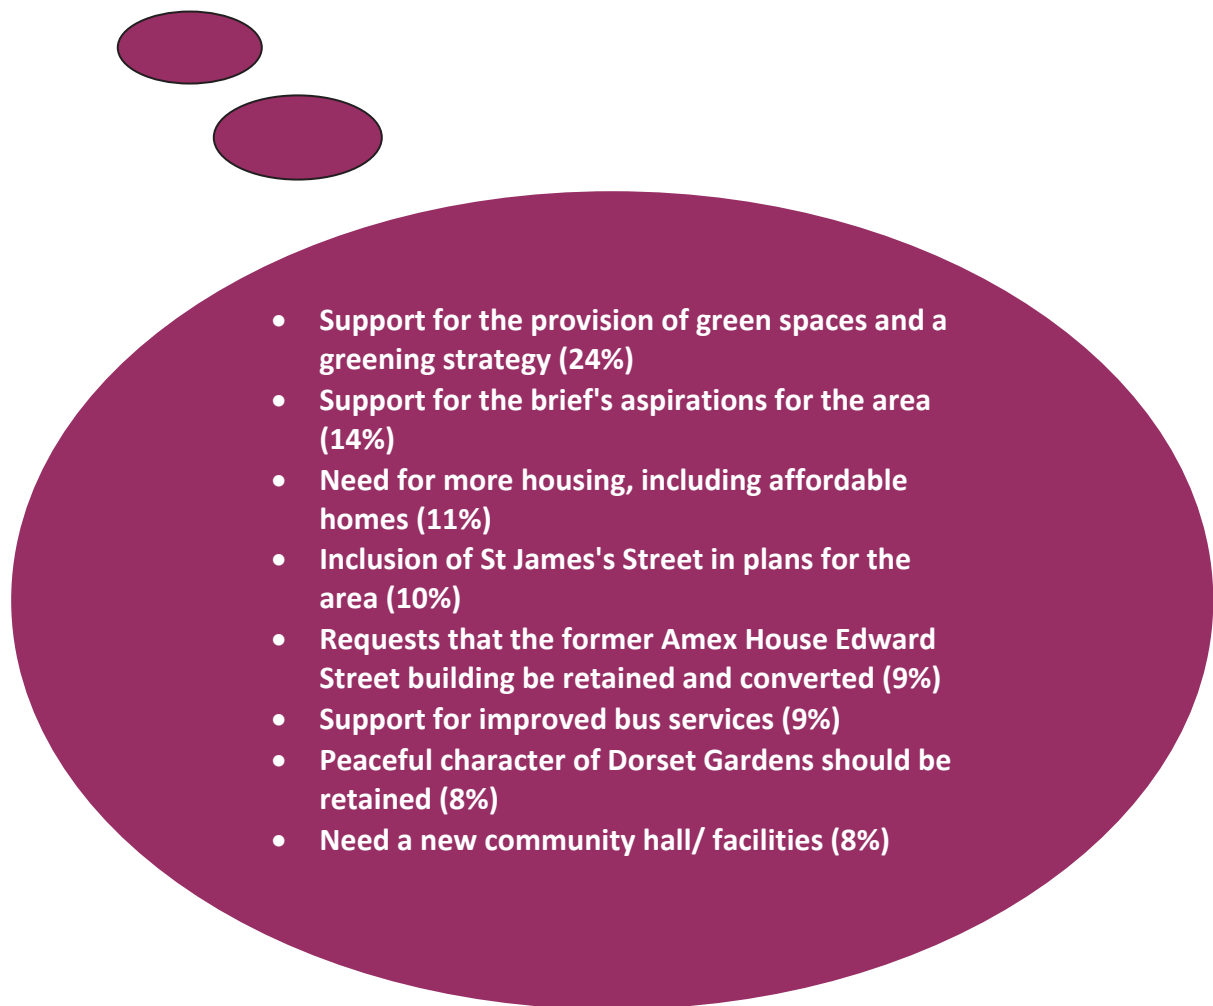 • Support for the provision of green spaces and a
greening strategy (24%)
• Support for the brief's aspirations for the area
(14%)
• Need for more housing, including affordable
homes (11%)
• Inclusion of St James's Street in plans for the
area (10%)
• Requests that the former Amex House Edward
Street building be retained and converted (9%)
• Support for improved bus services (9%)
• Peaceful character of Dorset Gardens should be
retained (8%)
• Need a new community hall/ facilities (8%)